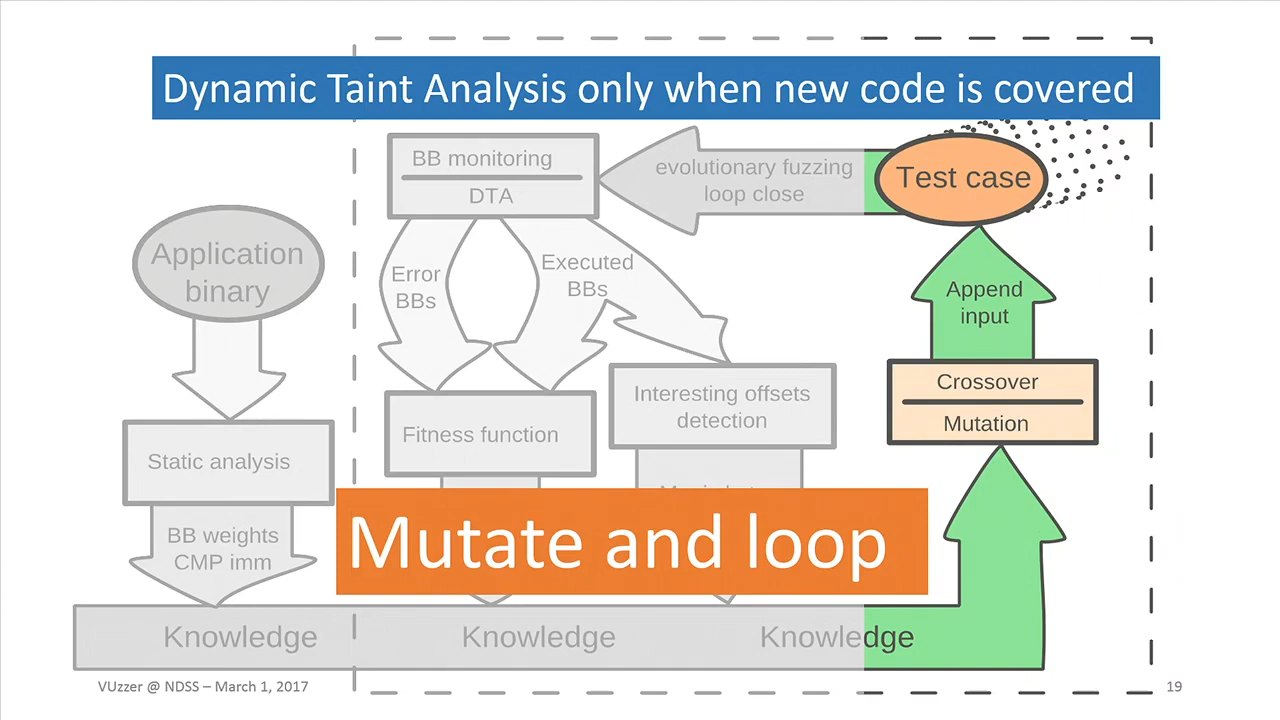 Dynamic Taint Analysis only when new code is covered
BB monitoring
DTA
evolutionary fuzzing
loop close
Test case
Application
binary
Error
BBs
Executed
BBs
Append
input
Interesting offsets
detection
Crossover
Mutation
Fitness function
Static analysis
BB weights
CMP imm
Mutate and loop
Knowledge
Knowledge
Knowledge
VUzzer @ NDSS – March 1, 2017
19